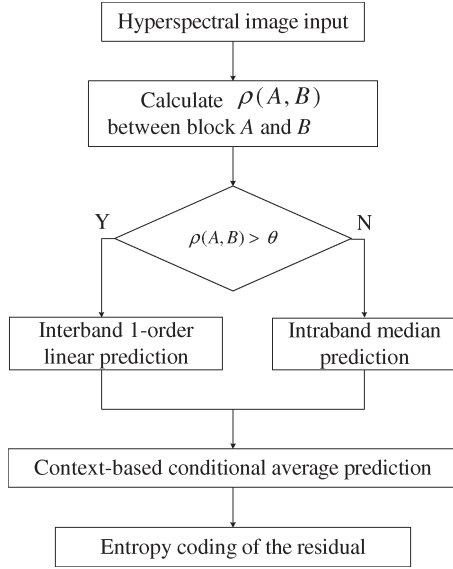 Hyperspectral image input
Calculate ρ(A, B)
between block A and B
Y
N
ρ(A, B) > θ
Interband 1-order
linear prediction
Intraband median
prediction
Context-based conditional average prediction
Entropy coding of the residual